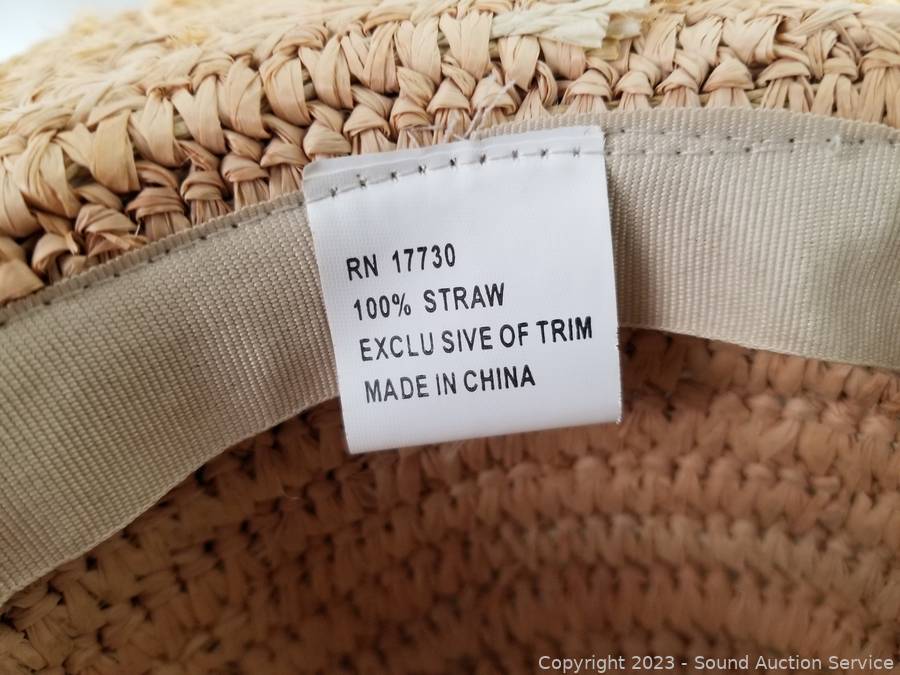 RN 17730
100% STRAW
EXCLU SIVE OF TRIM
MADE IN CHINA
Copyright 2023 - Sound Auction Service